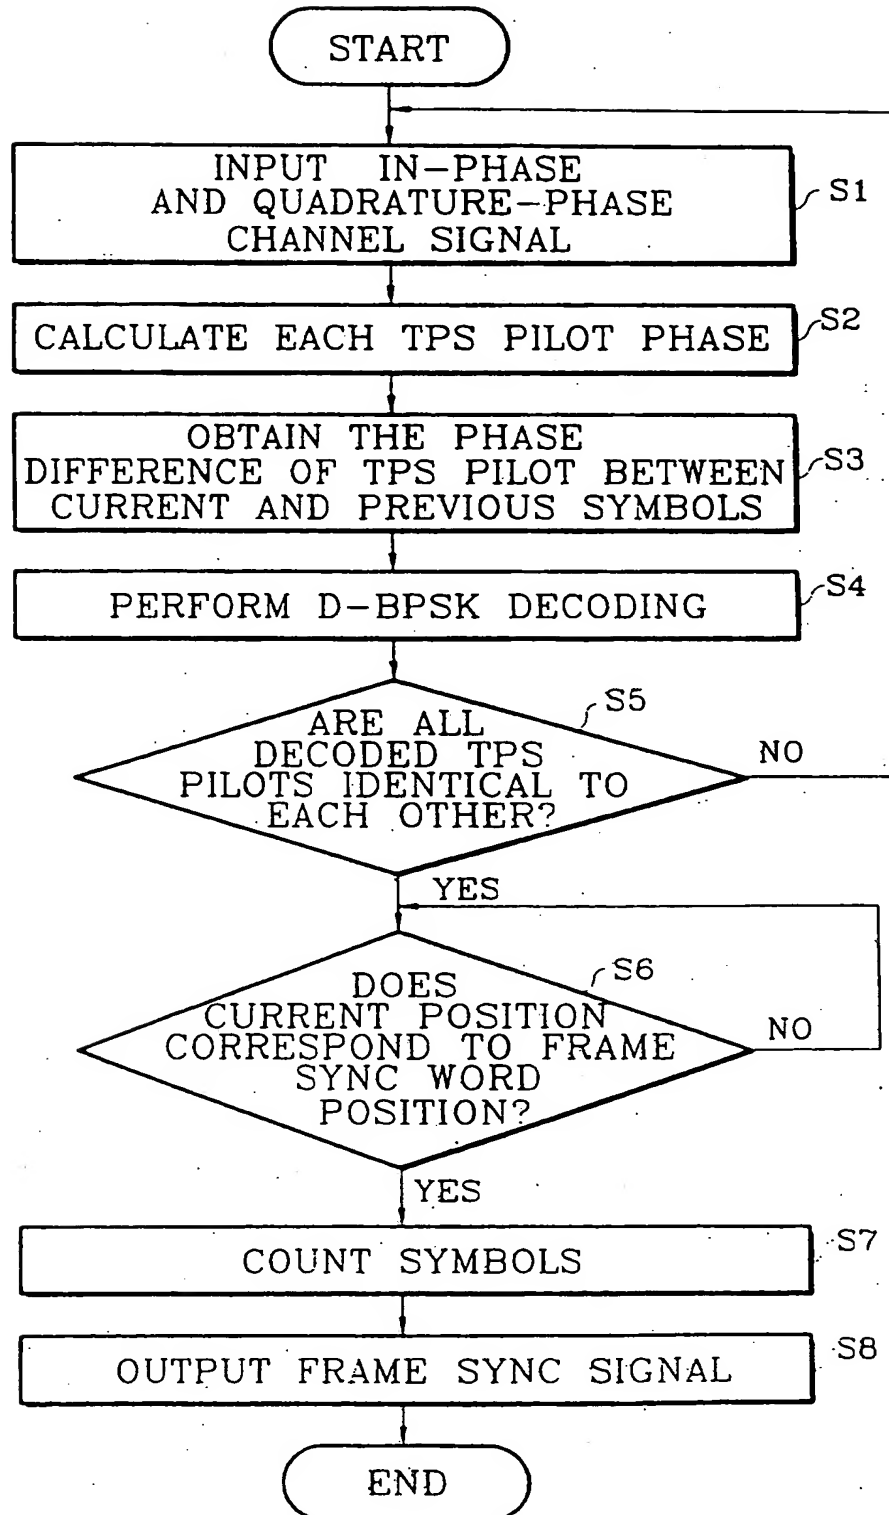 START
INPUT IN-PHASE
AND QUADRATURE-PHASE
CHANNEL SIGNAL
S1
CALCULATE EACH TPS PILOT PHASE
S2
OBTAIN THE PHASE
DIFFERENCE OF TPS PILOT BETWEEN
CURRENT AND PREVIOUS SYMBOLS
S3
PERFORM D-BPSK DECODING
S4
ARE ALL
DECODED TPS
PILOTS IDENTICAL TO
EACH OTHER?
S5
NO
YES
DOES
CURRENT POSITION
CORRESPOND TO FRAME
SYNC WORD
POSITION?
S6
NO
YES
COUNT SYMBOLS
S7
OUTPUT FRAME SYNC SIGNAL
S8
END